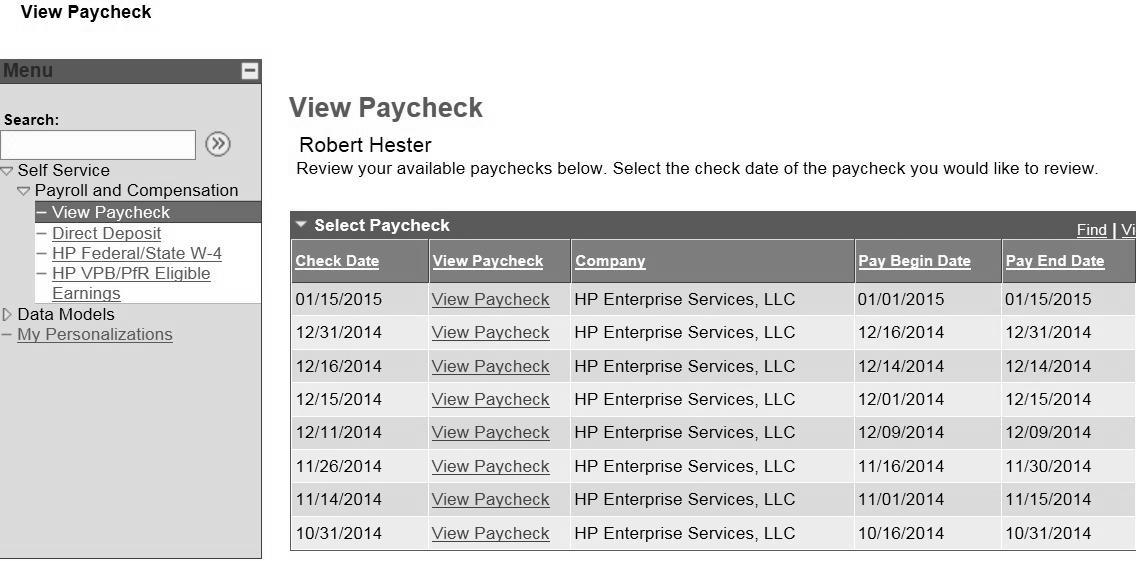 View Paycheck
Menu
Search:
Self Service
Payroll and Compensation
– View Paycheck
– Direct Deposit
– HP Federal/State W-4
– HP VPB/PfR Eligible
Earnings
Data Models
– My Personalizations
View Paycheck
Robert Hester
Review your available paychecks below. Select the check date of the paycheck you would like to review.
Select Paycheck Find | Vi
Check Date View Paycheck Company Pay Begin Date Pay End Date
01/15/2015 View Paycheck HP Enterprise Services, LLC 01/01/2015 01/15/2015
12/31/2014 View Paycheck HP Enterprise Services, LLC 12/16/2014 12/31/2014
12/16/2014 View Paycheck HP Enterprise Services, LLC 12/14/2014 12/14/2014
12/15/2014 View Paycheck HP Enterprise Services, LLC 12/01/2014 12/15/2014
12/11/2014 View Paycheck HP Enterprise Services, LLC 12/09/2014 12/09/2014
11/26/2014 View Paycheck HP Enterprise Services, LLC 11/16/2014 11/30/2014
11/14/2014 View Paycheck HP Enterprise Services, LLC 11/01/2014 11/15/2014
10/31/2014 View Paycheck HP Enterprise Services, LLC 10/16/2014 10/31/2014